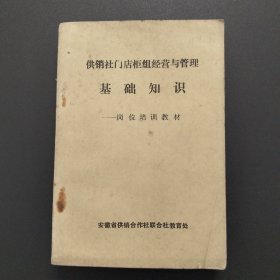 供销社门店柜组经营与管理
基础知识
——岗位培训教材
安徽省供销合作社联合社教育处